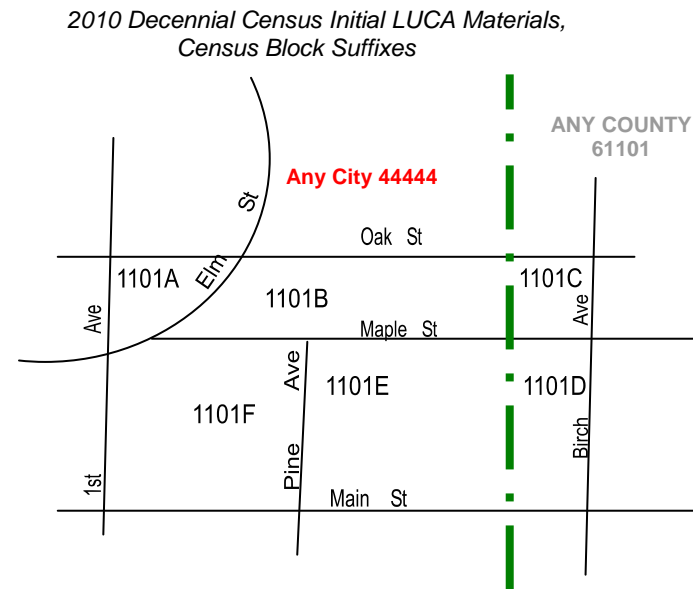 2010 Decennial Census Initial LUCA Materials,
Census Block Suffixes
ANY COUNTY
61101
Any City 44444
St
Oak St
Elm
1101A
1101B
1101C
Ave
Ave
Maple St
Ave
1101E
1101D
1101F
Birch
Pine
1st
Main St